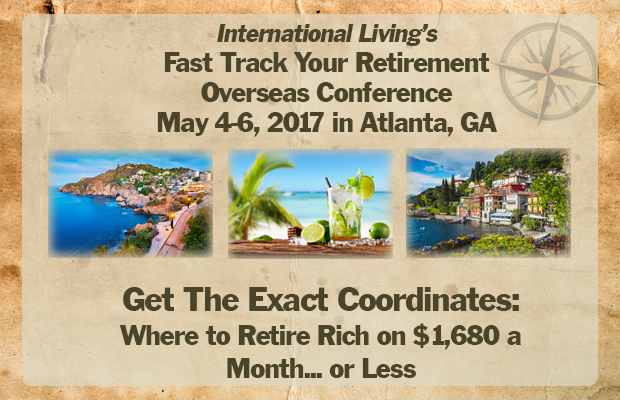 International Living's
Fast Track Your Retirement
Overseas Conference
May 4-6, 2017 in Atlanta, GA
Get The Exact Coordinates:
Where to Retire Rich on $1,680 a
Month... or Less